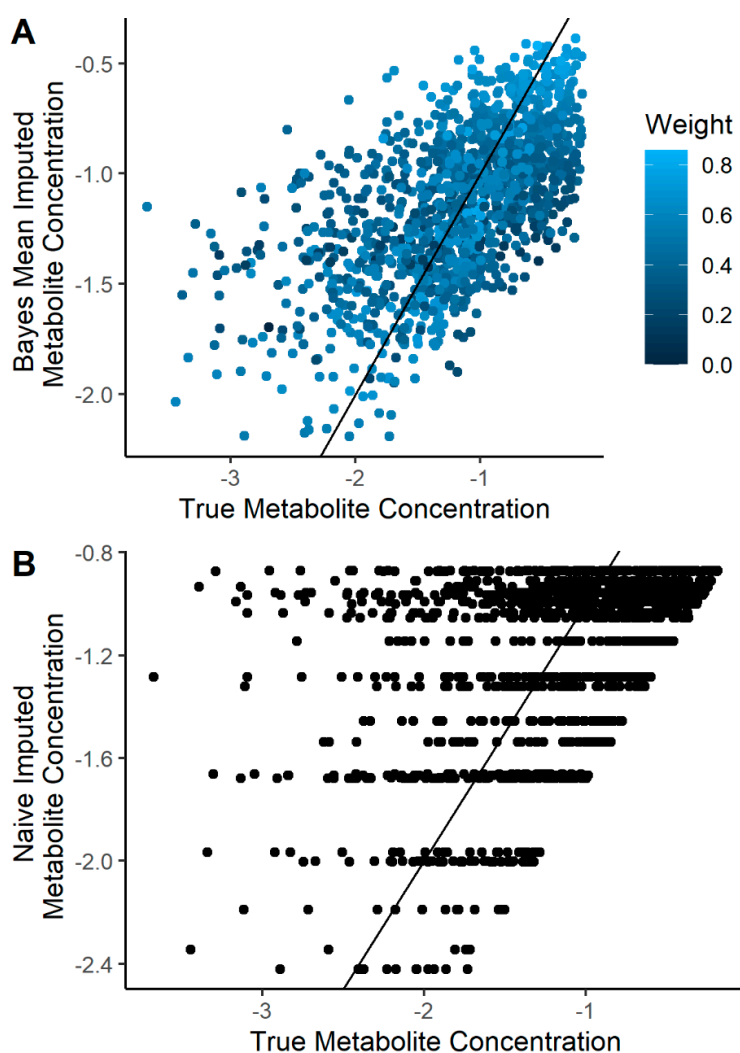 A
-0.5
-1.0
-1.5
-2.0
Bayes Mean Imputed
Metabolite Concentration
-3
-2
-1
True Metabolite Concentration
Weight
0.8
0.6
0.4
0.2
0.0
B
-0.8
-1.2
-1.6
-2.0
-2.4
Naive Imputed
Metabolite Concentration
-3
-2
-1
True Metabolite Concentration